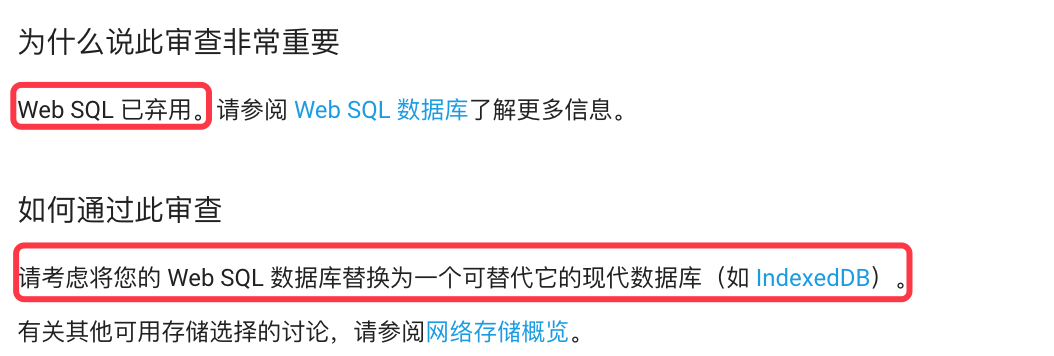 为什么说此审查非常重要
Web SQL 已弃用。请参阅 Web SQL 数据库了解更多信息。
如何通过此审查
请考虑将您的 Web SQL 数据库替换为一个可替代它的现代数据库（如 IndexedDB）。
有关其他可用存储选择的讨论，请参阅网络存储概览。